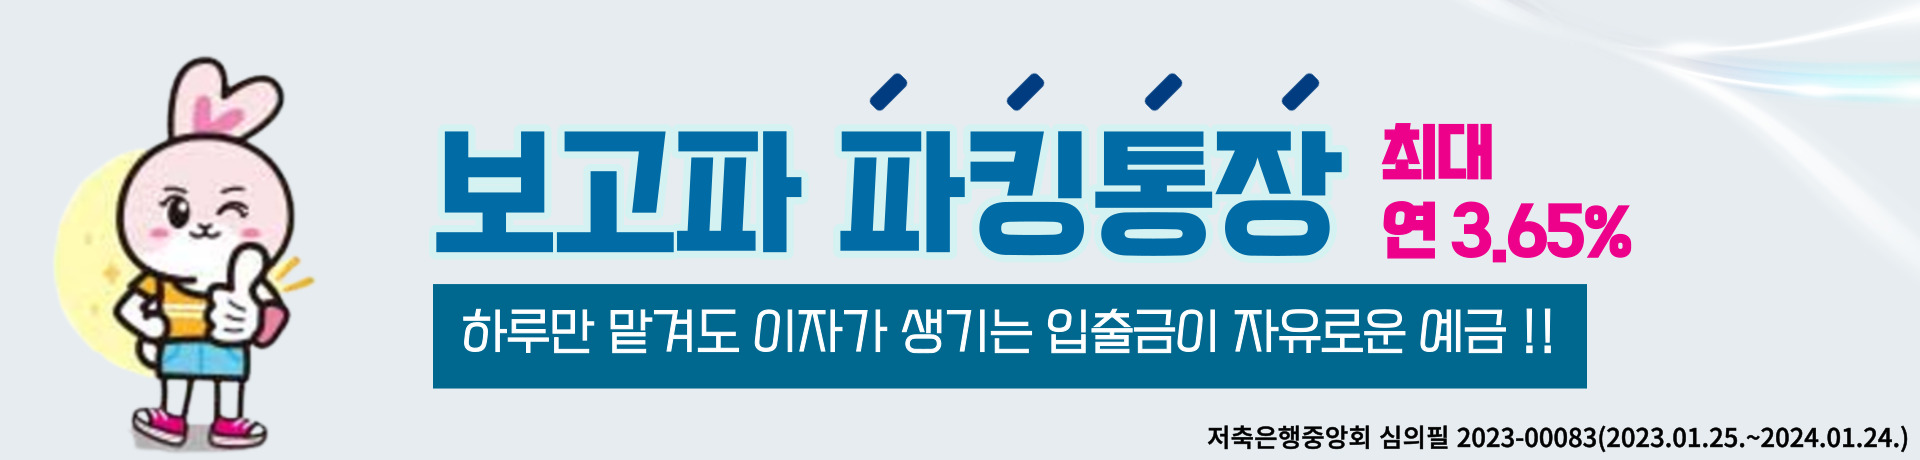 보고파 파킹통장
최대
연 3.65%
하루만 맡겨도 이자가 생기는 입출금이 자유로운 예금 !!
저축은행중앙회 심의필 2023-00083(2023.01.25.~2024.01.24.)